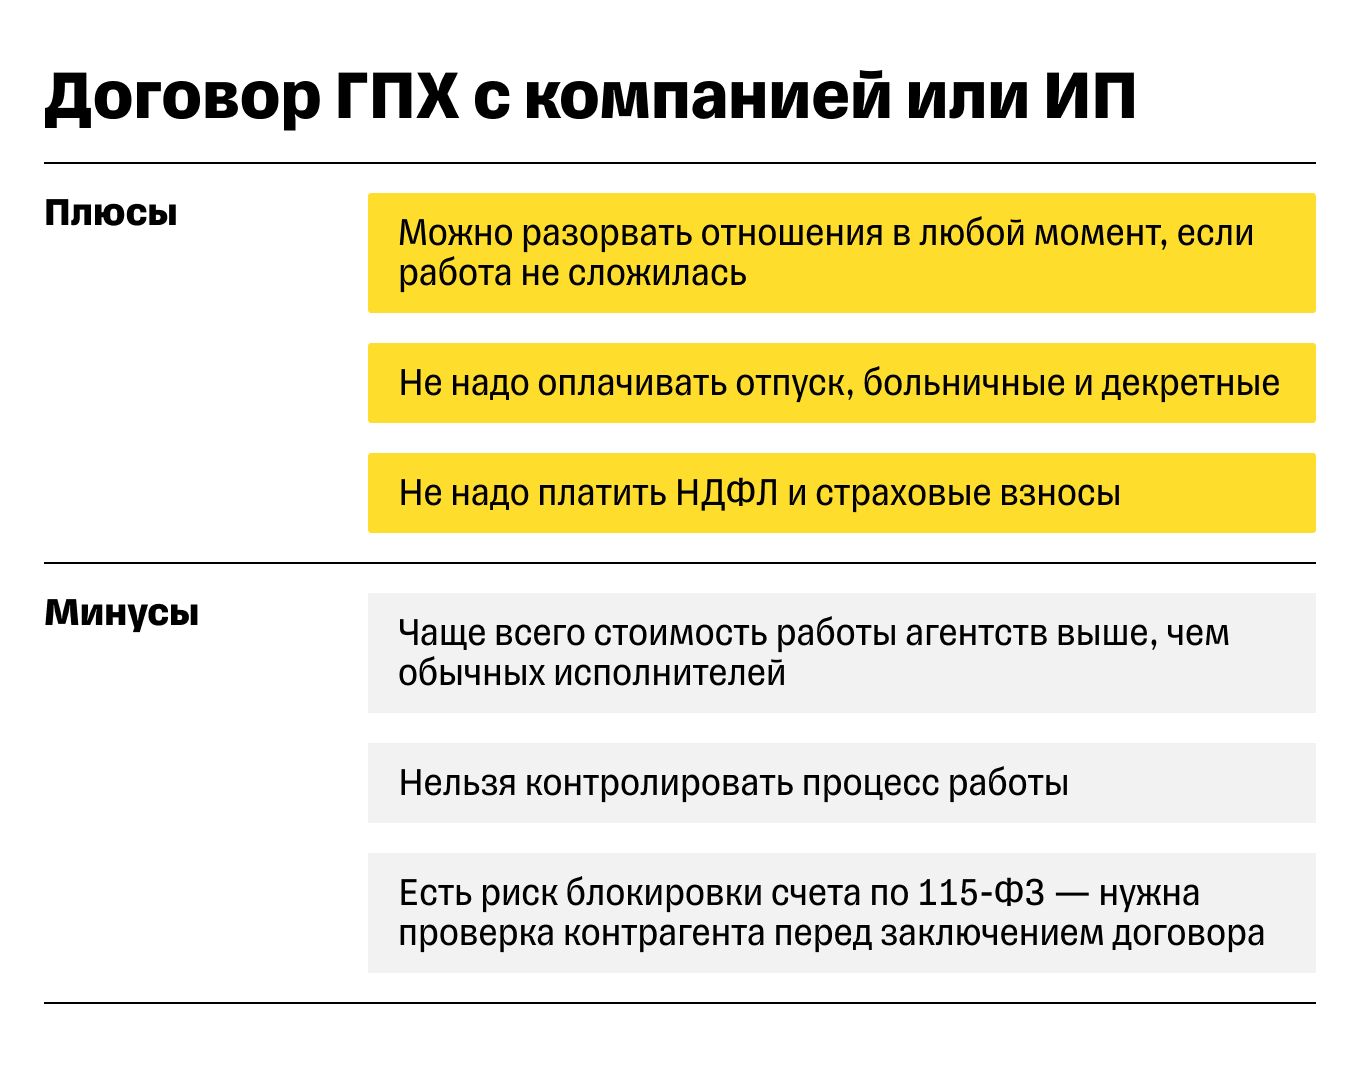 Договор ГПХ с компанией или ИП
Плюсы
Можно разорвать отношения в любой момент, если
работа не сложилась
Не надо оплачивать отпуск, больничные и декретные
Не надо платить НДФЛ и страховые взносы
Минусы
Чаще всего стоимость работы агентств выше, чем
обычных исполнителей
Нельзя контролировать процесс работы
Есть риск блокировки счета по 115-ФЗ — нужна
проверка контрагента перед заключением договора